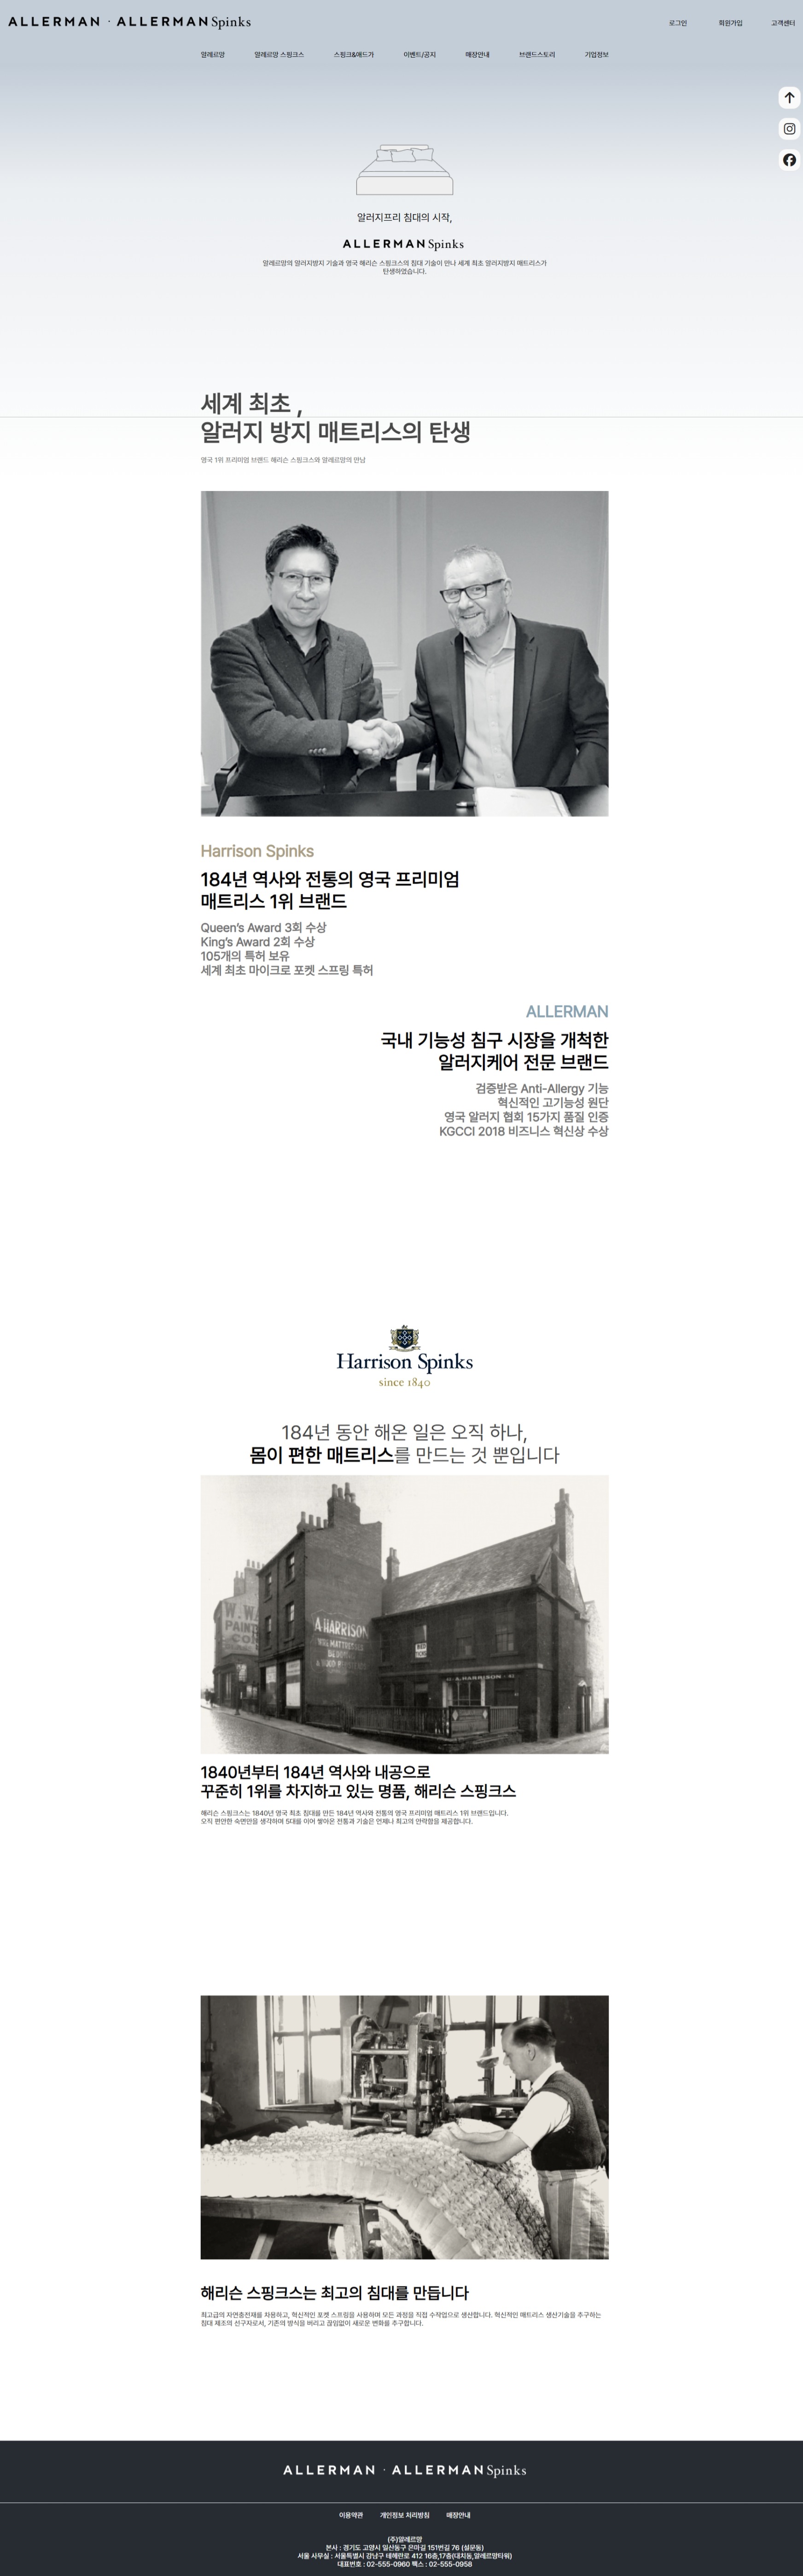 ALLERMAN · ALLERMAN Spinks
로그인 회원가입 고객센터
알레르망 알레르망 스핑크스 스핑크&애드가 이벤트/공지 매장안내 브랜드스토리 기업정보
알러지프리 침대의 시작,
ALLERMAN Spinks
알레르망의 알러지방지 기술과 영국 해리슨 스핑크스의 침대 기술이 만나 세계 최초 알러지방지 매트리스가
탄생하였습니다.
세계 최초 ,
알러지 방지 매트리스의 탄생
영국 1위 프리미엄 브랜드 해리슨 스핑크스와 알레르망의 만남
Harrison Spinks
184년 역사와 전통의 영국 프리미엄
매트리스 1위 브랜드
Queen's Award 3회 수상
King's Award 2회 수상
105개의 특허 보유
세계 최초 마이크로 포켓 스프링 특허
ALLERMAN
국내 기능성 침구 시장을 개척한
알러지케어 전문 브랜드
검증받은 Anti-Allergy 기능
혁신적인 고기능성 원단
영국 알러지 협회 15가지 품질 인증
KGCCI 2018 비즈니스 혁신상 수상
Harrison Spinks
since 1840
184년 동안 해온 일은 오직 하나,
몸이 편한 매트리스를 만드는 것 뿐입니다
W.W.
PAINT
CO
A HARRISON
C. & HARRISON
1840년부터 184년 역사와 내공으로
꾸준히 1위를 차지하고 있는 명품, 해리슨 스핑크스
해리슨 스핑크스는 1840년 영국 최초 침대를 만든 184년 역사와 전통의 영국 프리미엄 매트리스 1위 브랜드입니다.
오직 편안한 숙면만을 생각하며 5대를 이어 쌓아온 전통과 기술은 언제나 최고의 안락함을 제공합니다.
해리슨 스핑크스는 최고의 침대를 만듭니다
최고급의 자연충전재를 차용하고, 혁신적인 포켓 스프링을 사용하며 모든 과정을 직접 수작업으로 생산합니다. 혁신적인 매트리스 생산기술을 추구하는
침대 제조의 선구자로서, 기존의 방식을 버리고 끊임없이 새로운 변화를 추구합니다.
ALLERMAN · ALLERMAN Spinks
이용약관 개인정보 처리방침 매장안내
(주)알레르망
본사 : 경기도 고양시 일산동구 은마길 151번길 76 (설문동)
서울 사무실 : 서울특별시 강남구 테헤란로 412 16층,17층(대치동,알레르망타워)
대표번호 : 02-555-0960 팩스 : 02-555-0958